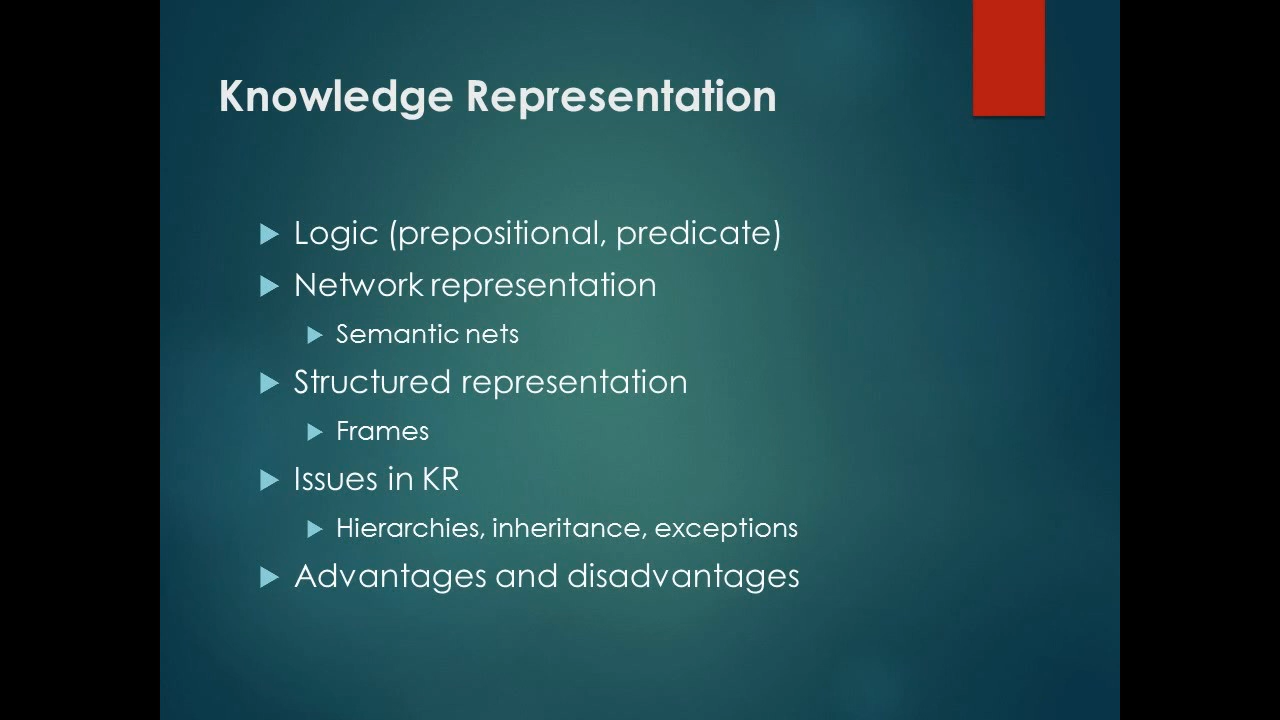 Knowledge Representation
Logic (prepositional, predicate)
Network representation
Semantic nets
Structured representation
Frames
Issues in KR
Hierarchies, inheritance, exceptions
Advantages and disadvantages